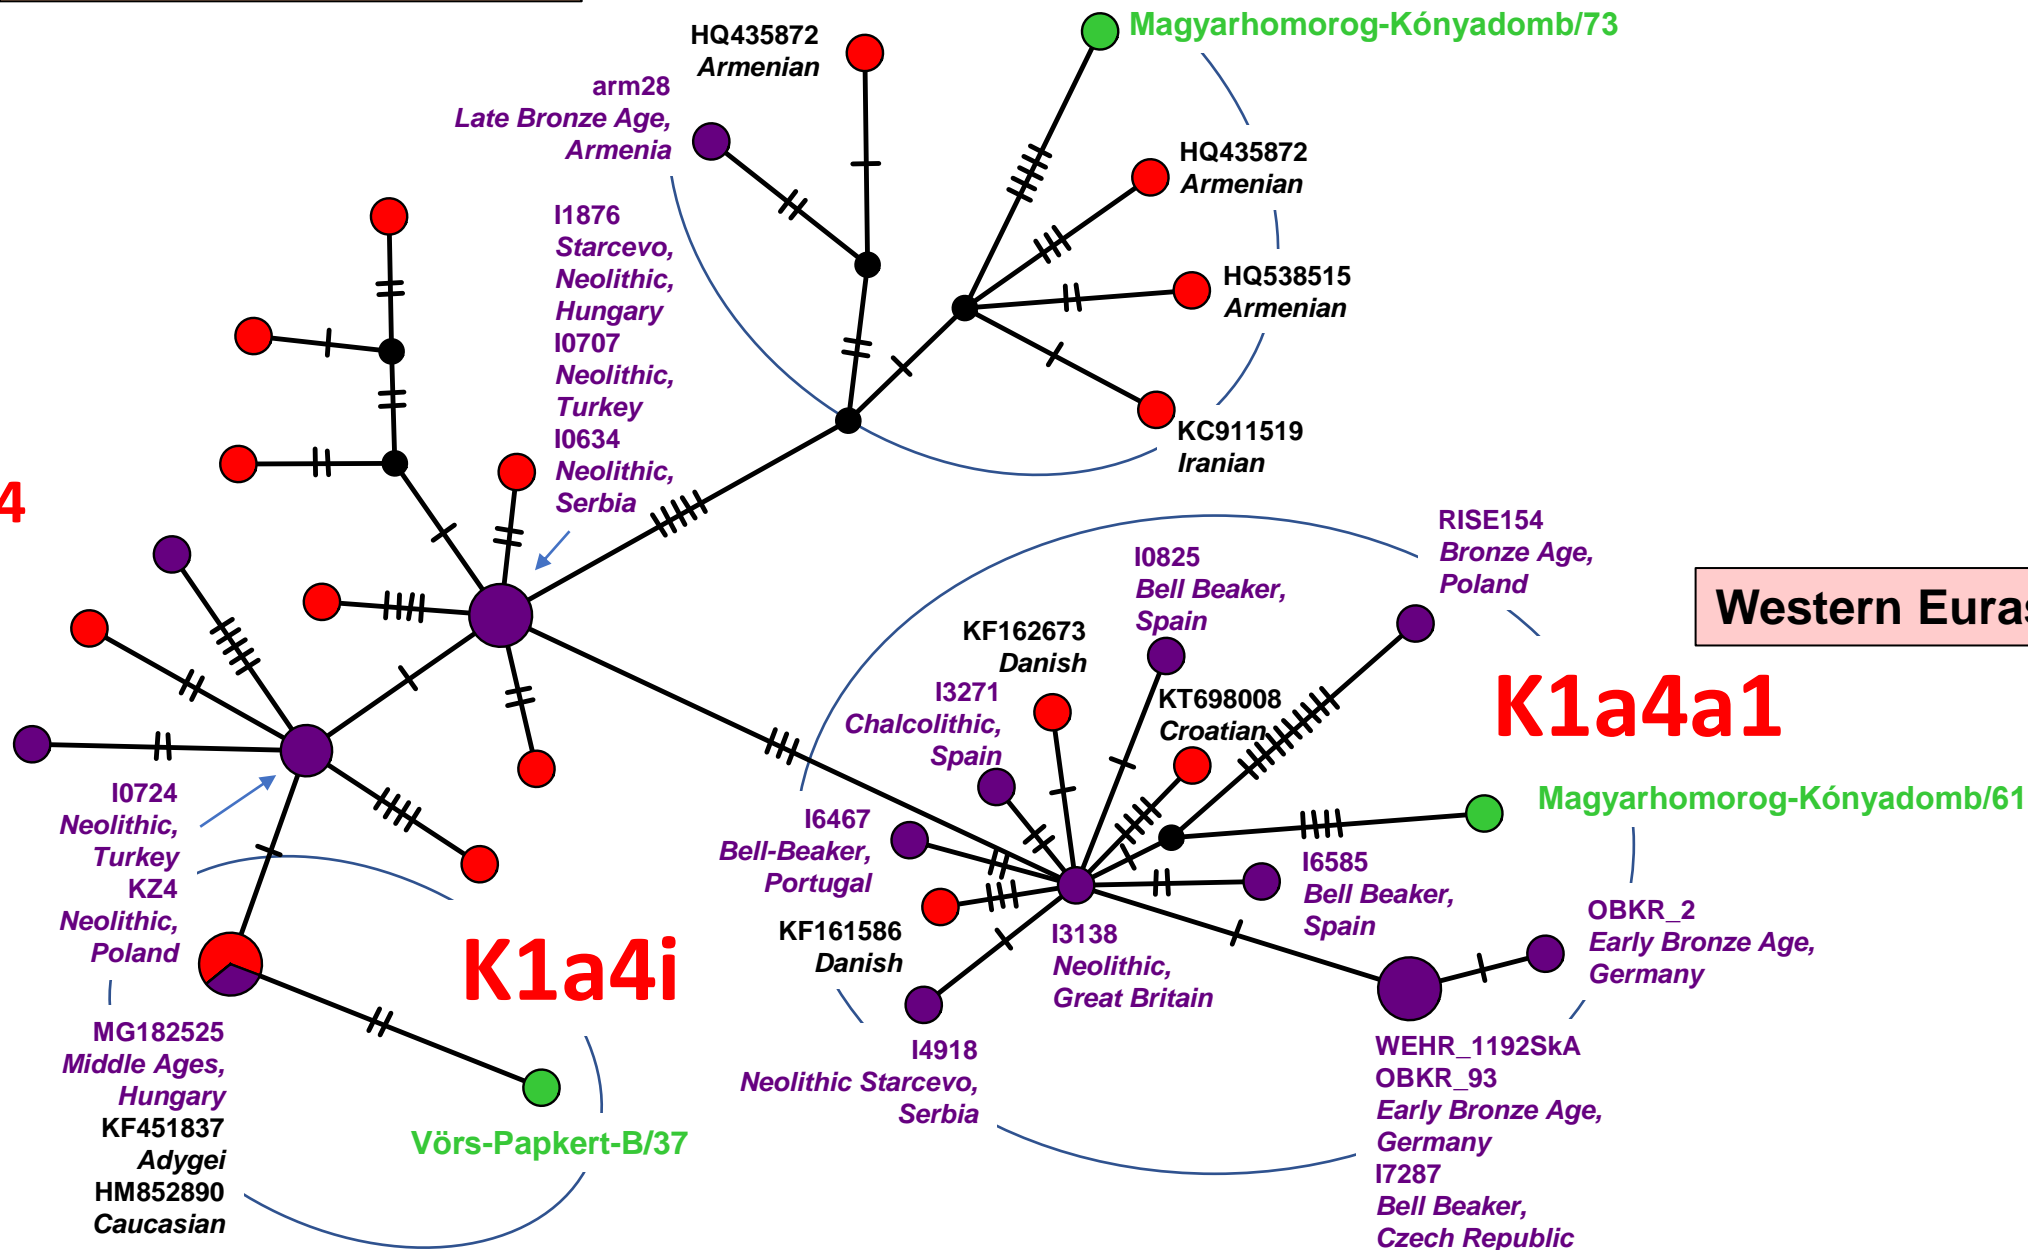 HQ435872
Armenian
Magyarhomorog-Kónyadomb/73
arm28
Late Bronze Age,
Armenia
HQ435872
Armenian
I1876
Starcevo,
Neolithic,
Hungary
I0707
Neolithic,
Turkey
I0634
Neolithic,
Serbia
HQ538515
Armenian
KC911519
Iranian
4
RISE154
Bronze Age,
Poland
I0825
Bell Beaker,
Spain
Western Euras
KF162673
Danish
I3271
Chalcolithic,
Spain
KT698008
Croatian
K1a4a1
I0724
Neolithic,
Turkey
KZ4
Neolithic,
Poland
I6467
Bell-Beaker,
Portugal
Magyarhomorog-Kónyadomb/61
I6585
Bell Beaker,
Spain
KF161586
Danish
I3138
Neolithic,
Great Britain
OBKR_2
Early Bronze Age,
Germany
K1a4i
MG182525
Middle Ages,
Hungary
KF451837
Adygei
HM852890
Caucasian
Vörs-Papkert-B/37
I4918
Neolithic Starcevo,
Serbia
WEHR_1192SkA
OBKR_93
Early Bronze Age,
Germany
I7287
Bell Beaker,
Czech Republic